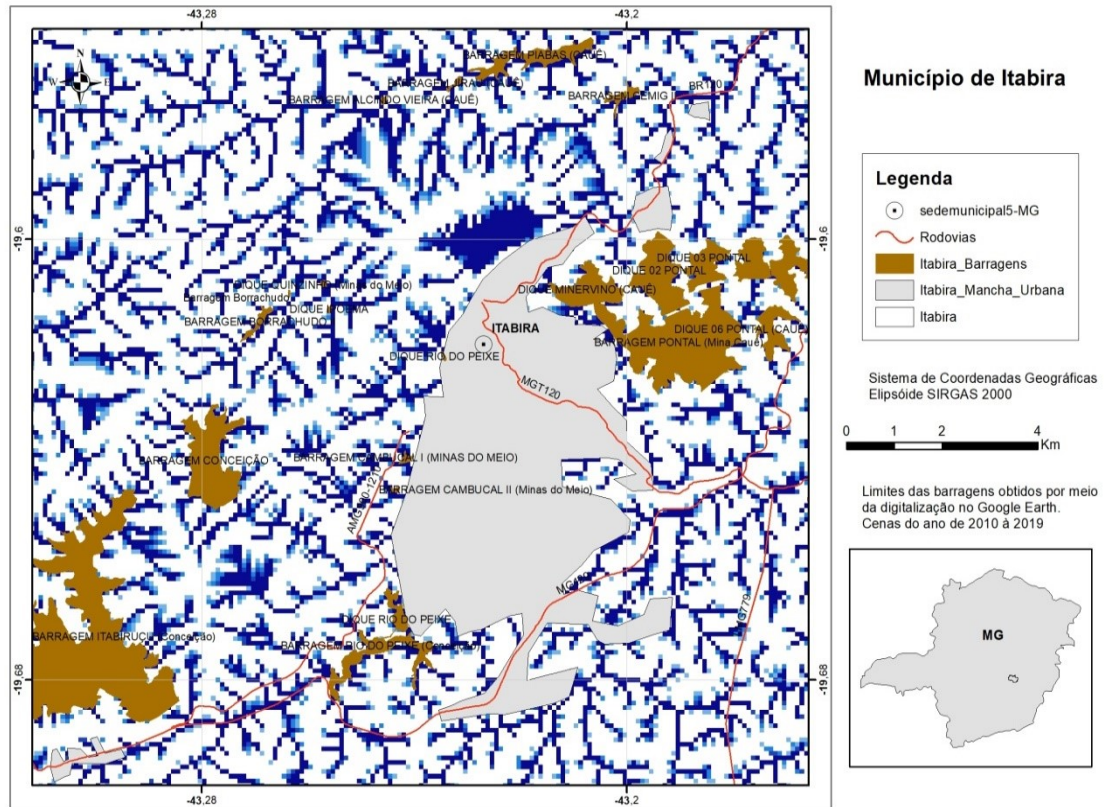 -43,28
-43,2
N
W
E
S
BARRAGEM PIABAS (CAUÊ)
BARRAGEM ALCINDO VIEIRA (CAUÊ)
-19,6
-19,6
DIQUE 03 PONTAL
DIQUE 02 PONTAL
DIQUE MINERVINO (CAUÊ)
Barragem Borrachudo
DIQUE IPOEMA
BARRAGEM BORRACHUDO
DIQUE 06 PONTAL (CAUÊ)
BARRAGEM PONTAL (Mina Cauê)
ITABIRA
DIQUE RIO DO PEIXE
MGT120
BARRAGEM CONCEIÇÃO
BARRAGEM CAMBUCAL I (MINAS DO MEIO)
BARRAGEM CAMBUCAL II (Minas do Meio)
DIQUE RIO DO PEIXE
BARRAGEM RIO DO PEIXE (Conceição)
BARRAGEM ITABIRUÇU (Conceição)
-19,68
-19,68
-43,28
-43,2
Município de Itabira
Legenda
sedemunicipal5-MG
Rodovias
Itabira_Barragens
Itabira_Mancha_Urbana
Itabira
Sistema de Coordenadas Geográficas
Elipsóide SIRGAS 2000
0 1 2 4
Km
Limites das barragens obtidos por meio
da digitalização no Google Earth.
Cenas do ano de 2010 à 2019
MG